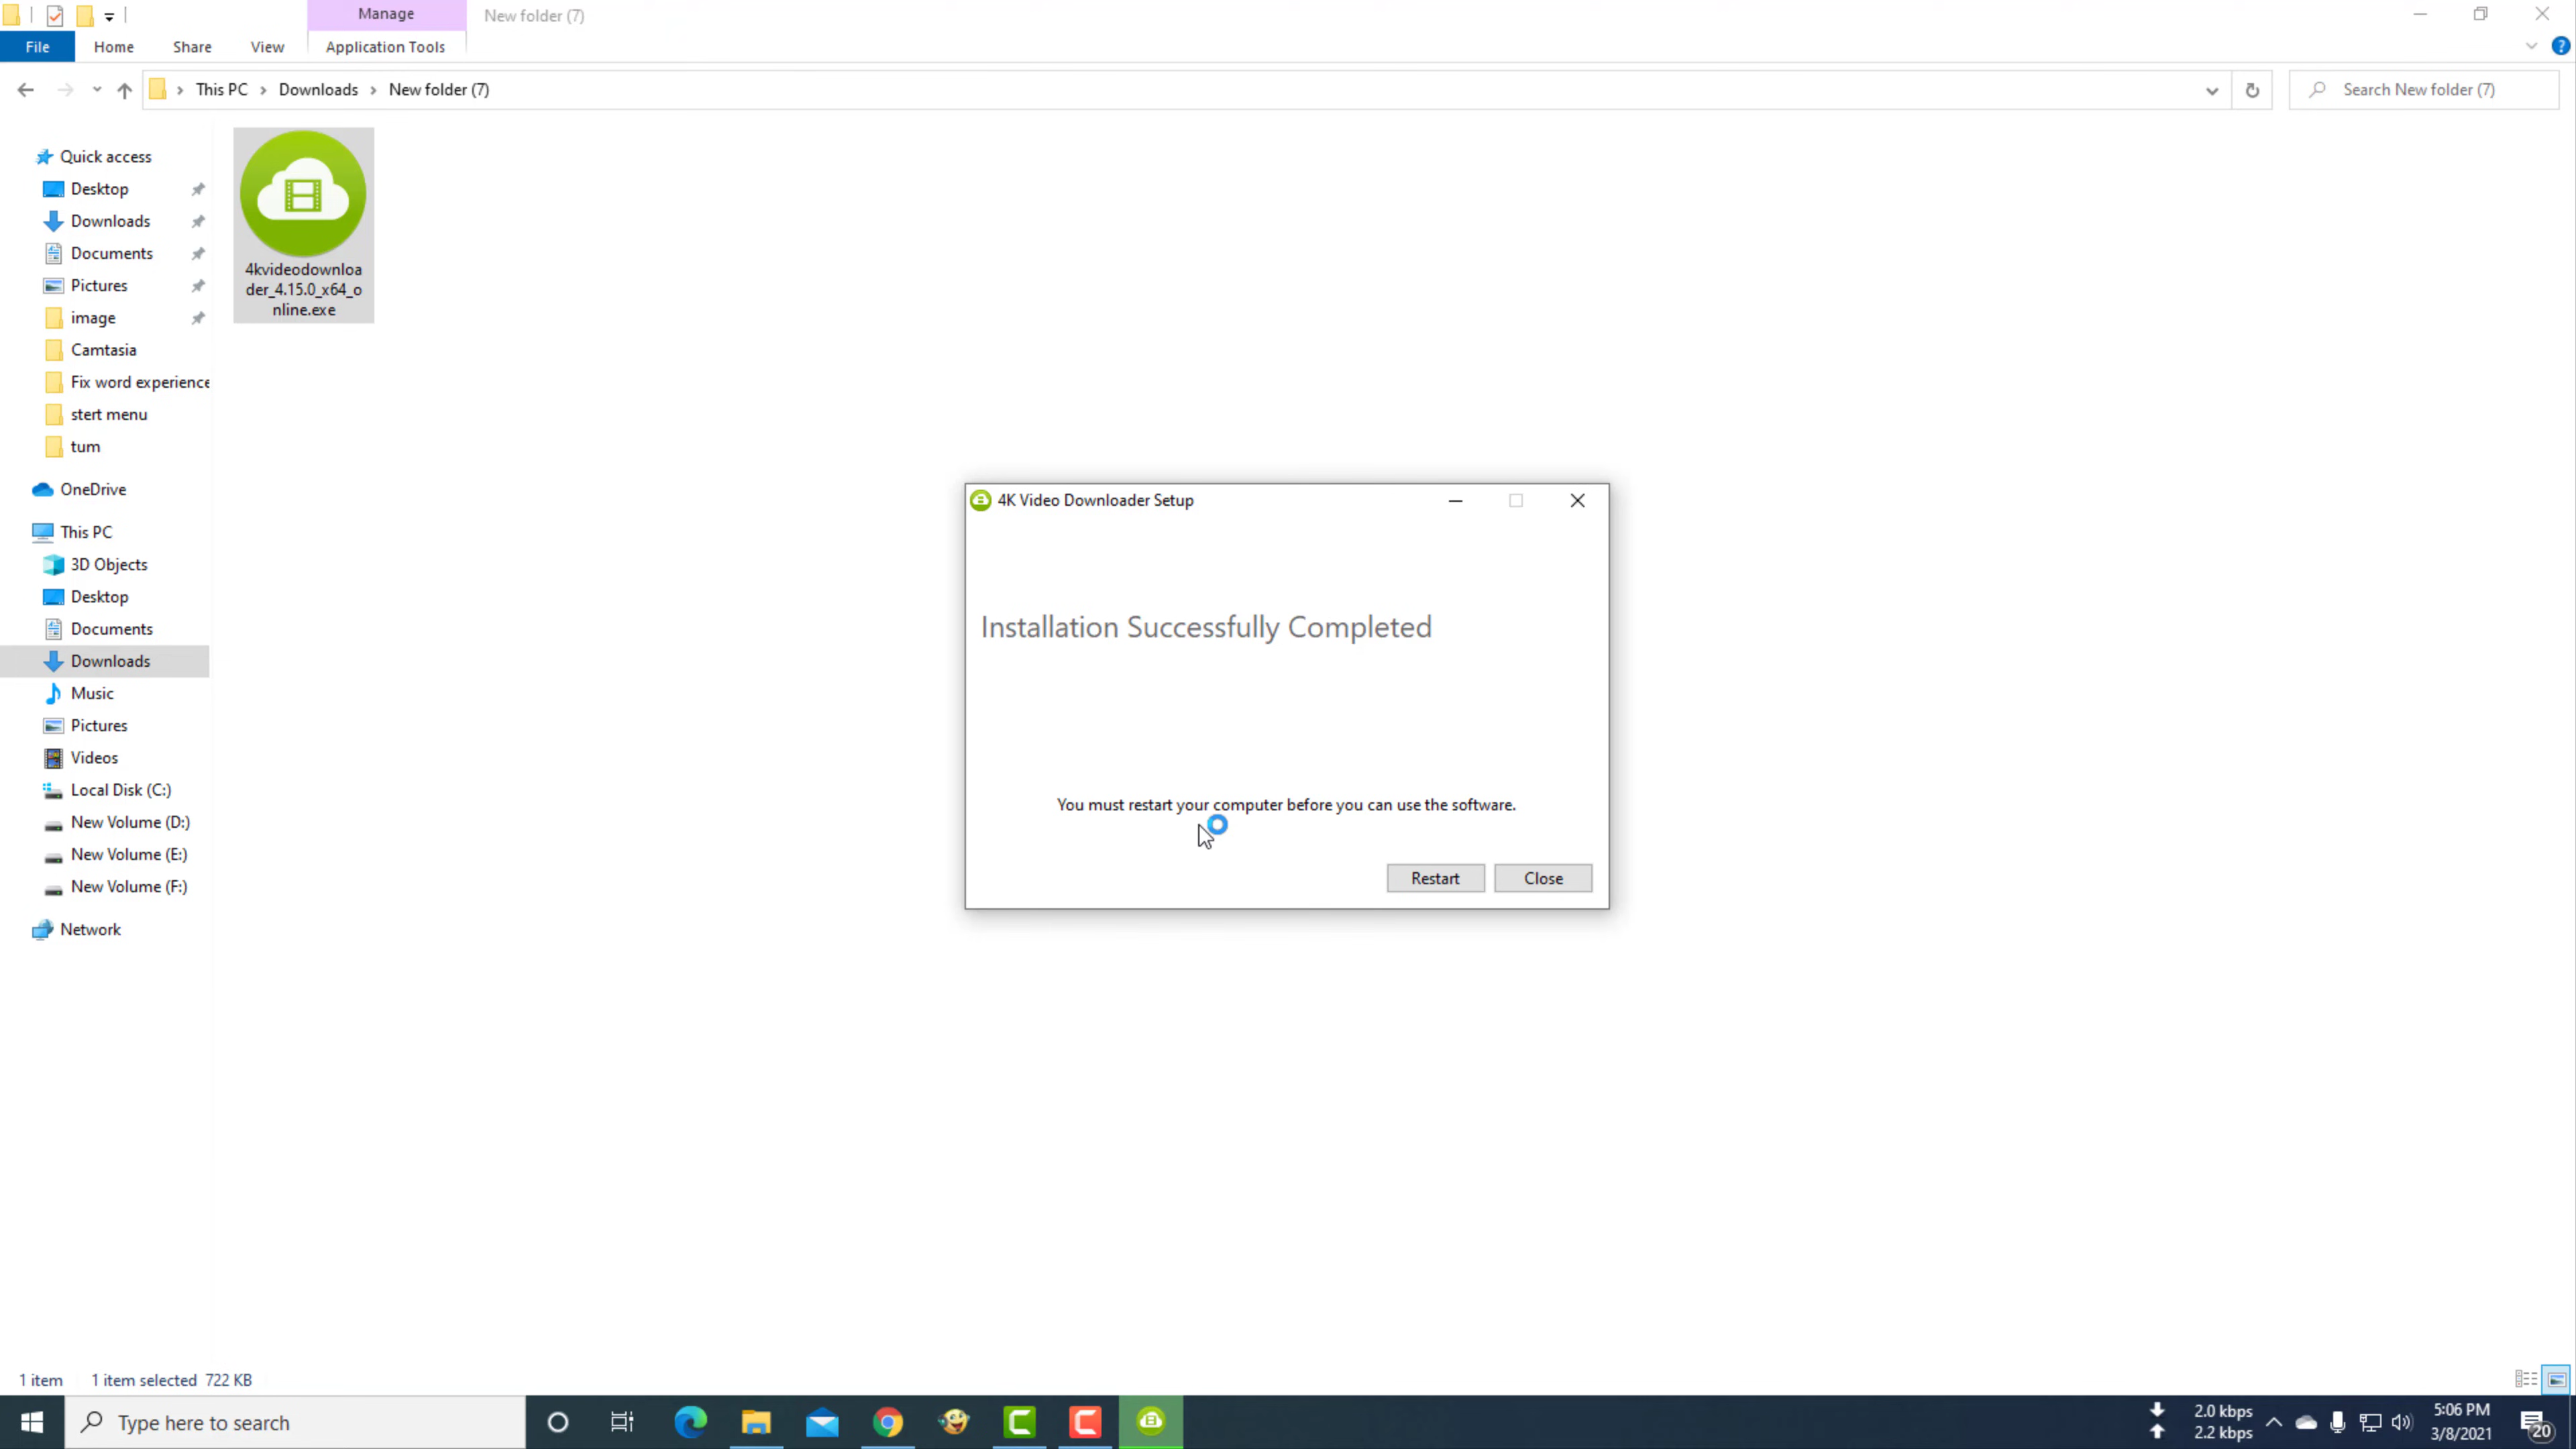 Manage
New folder (7)
File
Home
Share
View
Application Tools
This PC
Downloads
New folder (7)
Search New folder (7)
Quick access
Desktop
Downloads
Documents
Pictures
image
Camtasia
Fix word experience
stert menu
tum
OneDrive
This PC
3D Objects
Desktop
Documents
Downloads
Music
Pictures
Videos
Local Disk (C:)
New Volume (D:)
New Volume (E:)
New Volume (F:)
Network
4kvideodownloa
der_4.15.0_x64_o
nline.exe
4K Video Downloader Setup
Installation Successfully Completed
You must restart your computer before you can use the software.
Restart
Close
1 item
1 item selected 722 KB
Type here to search
2.0 kbps
2.2 kbps
5:06 PM
3/8/2021
20